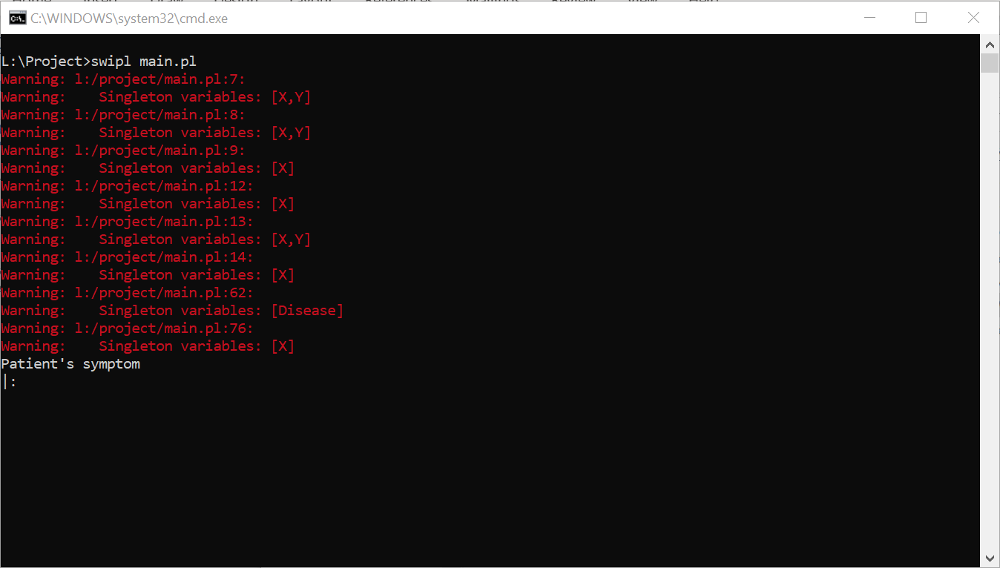 C:\WINDOWS\system32\cmd.exe
L:\Project>swipl main.pl
Warning: l:/project/main.pl:7:
Warning:    Singleton variables: [X,Y]
Warning: l:/project/main.pl:8:
Warning:    Singleton variables: [X,Y]
Warning: l:/project/main.pl:9:
Warning:    Singleton variables: [X]
Warning: l:/project/main.pl:12:
Warning:    Singleton variables: [X]
Warning: l:/project/main.pl:13:
Warning:    Singleton variables: [X,Y]
Warning: l:/project/main.pl:14:
Warning:    Singleton variables: [X]
Warning: l:/project/main.pl:62:
Warning:    Singleton variables: [Disease]
Warning: l:/project/main.pl:76:
Warning:    Singleton variables: [X]
Patient's symptom
|: